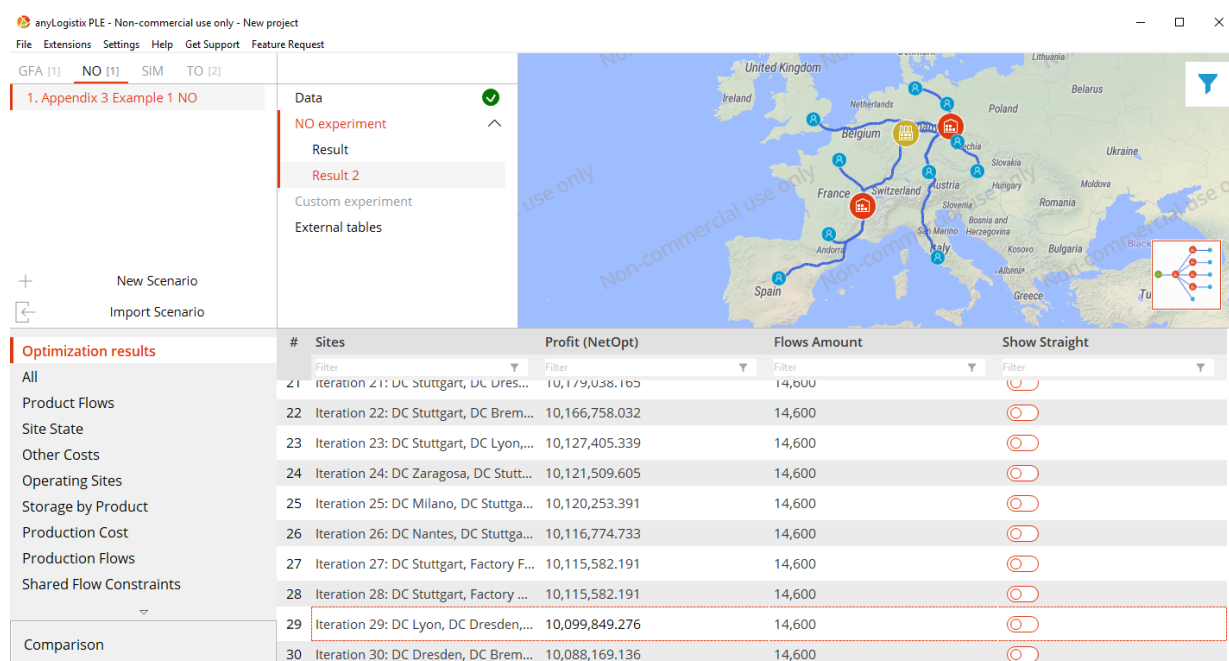 anyLogistix PLE - Non-commercial use only - New project
File Extensions Settings Help Get Support Feature Request
GFA [1] NO [1] SIM TO [2]
1. Appendix 3 Example 1 NO
New Scenario
Import Scenario
Data
NO experiment
Result
Result 2
Custom experiment
External tables
United Kingdom
Ireland
Netherlands
Belgium
Lithuania
Belarus
Poland
Ukraine
Slovakia
France
Switzerland
Austria
Hungary
Moldova
Slovenia
Romania
San Marino
Bosnia and
Herzegovina
Italy
Kosovo
Bulgaria
Andorra
Albania
Spain
Greece
Black
Non-commercial use only
Non-commercial use only
use only
Optimization results
All
Product Flows
Site State
Other Costs
Operating Sites
Storage by Product
Production Cost
Production Flows
Shared Flow Constraints
Comparison
# Sites Profit (NetOpt) Flows Amount Show Straight
Filter Filter Filter Filter
21 Iteration 21: DC Stuttgart, DC Dres... 10,179,038.165 14,600
22 Iteration 22: DC Stuttgart, DC Brem... 10,166,758.032 14,600
23 Iteration 23: DC Stuttgart, DC Lyon,... 10,127,405.339 14,600
24 Iteration 24: DC Zaragosa, DC Stutt... 10,121,509.605 14,600
25 Iteration 25: DC Milano, DC Stuttga... 10,120,253.391 14,600
26 Iteration 26: DC Nantes, DC Stuttga... 10,116,774.733 14,600
27 Iteration 27: DC Stuttgart, Factory F... 10,115,582.191 14,600
28 Iteration 28: DC Stuttgart, Factory ... 10,115,582.191 14,600
29 Iteration 29: DC Lyon, DC Dresden,... 10,099,849.276 14,600
30 Iteration 30: DC Dresden, DC Brem... 10,088,169.136 14,600